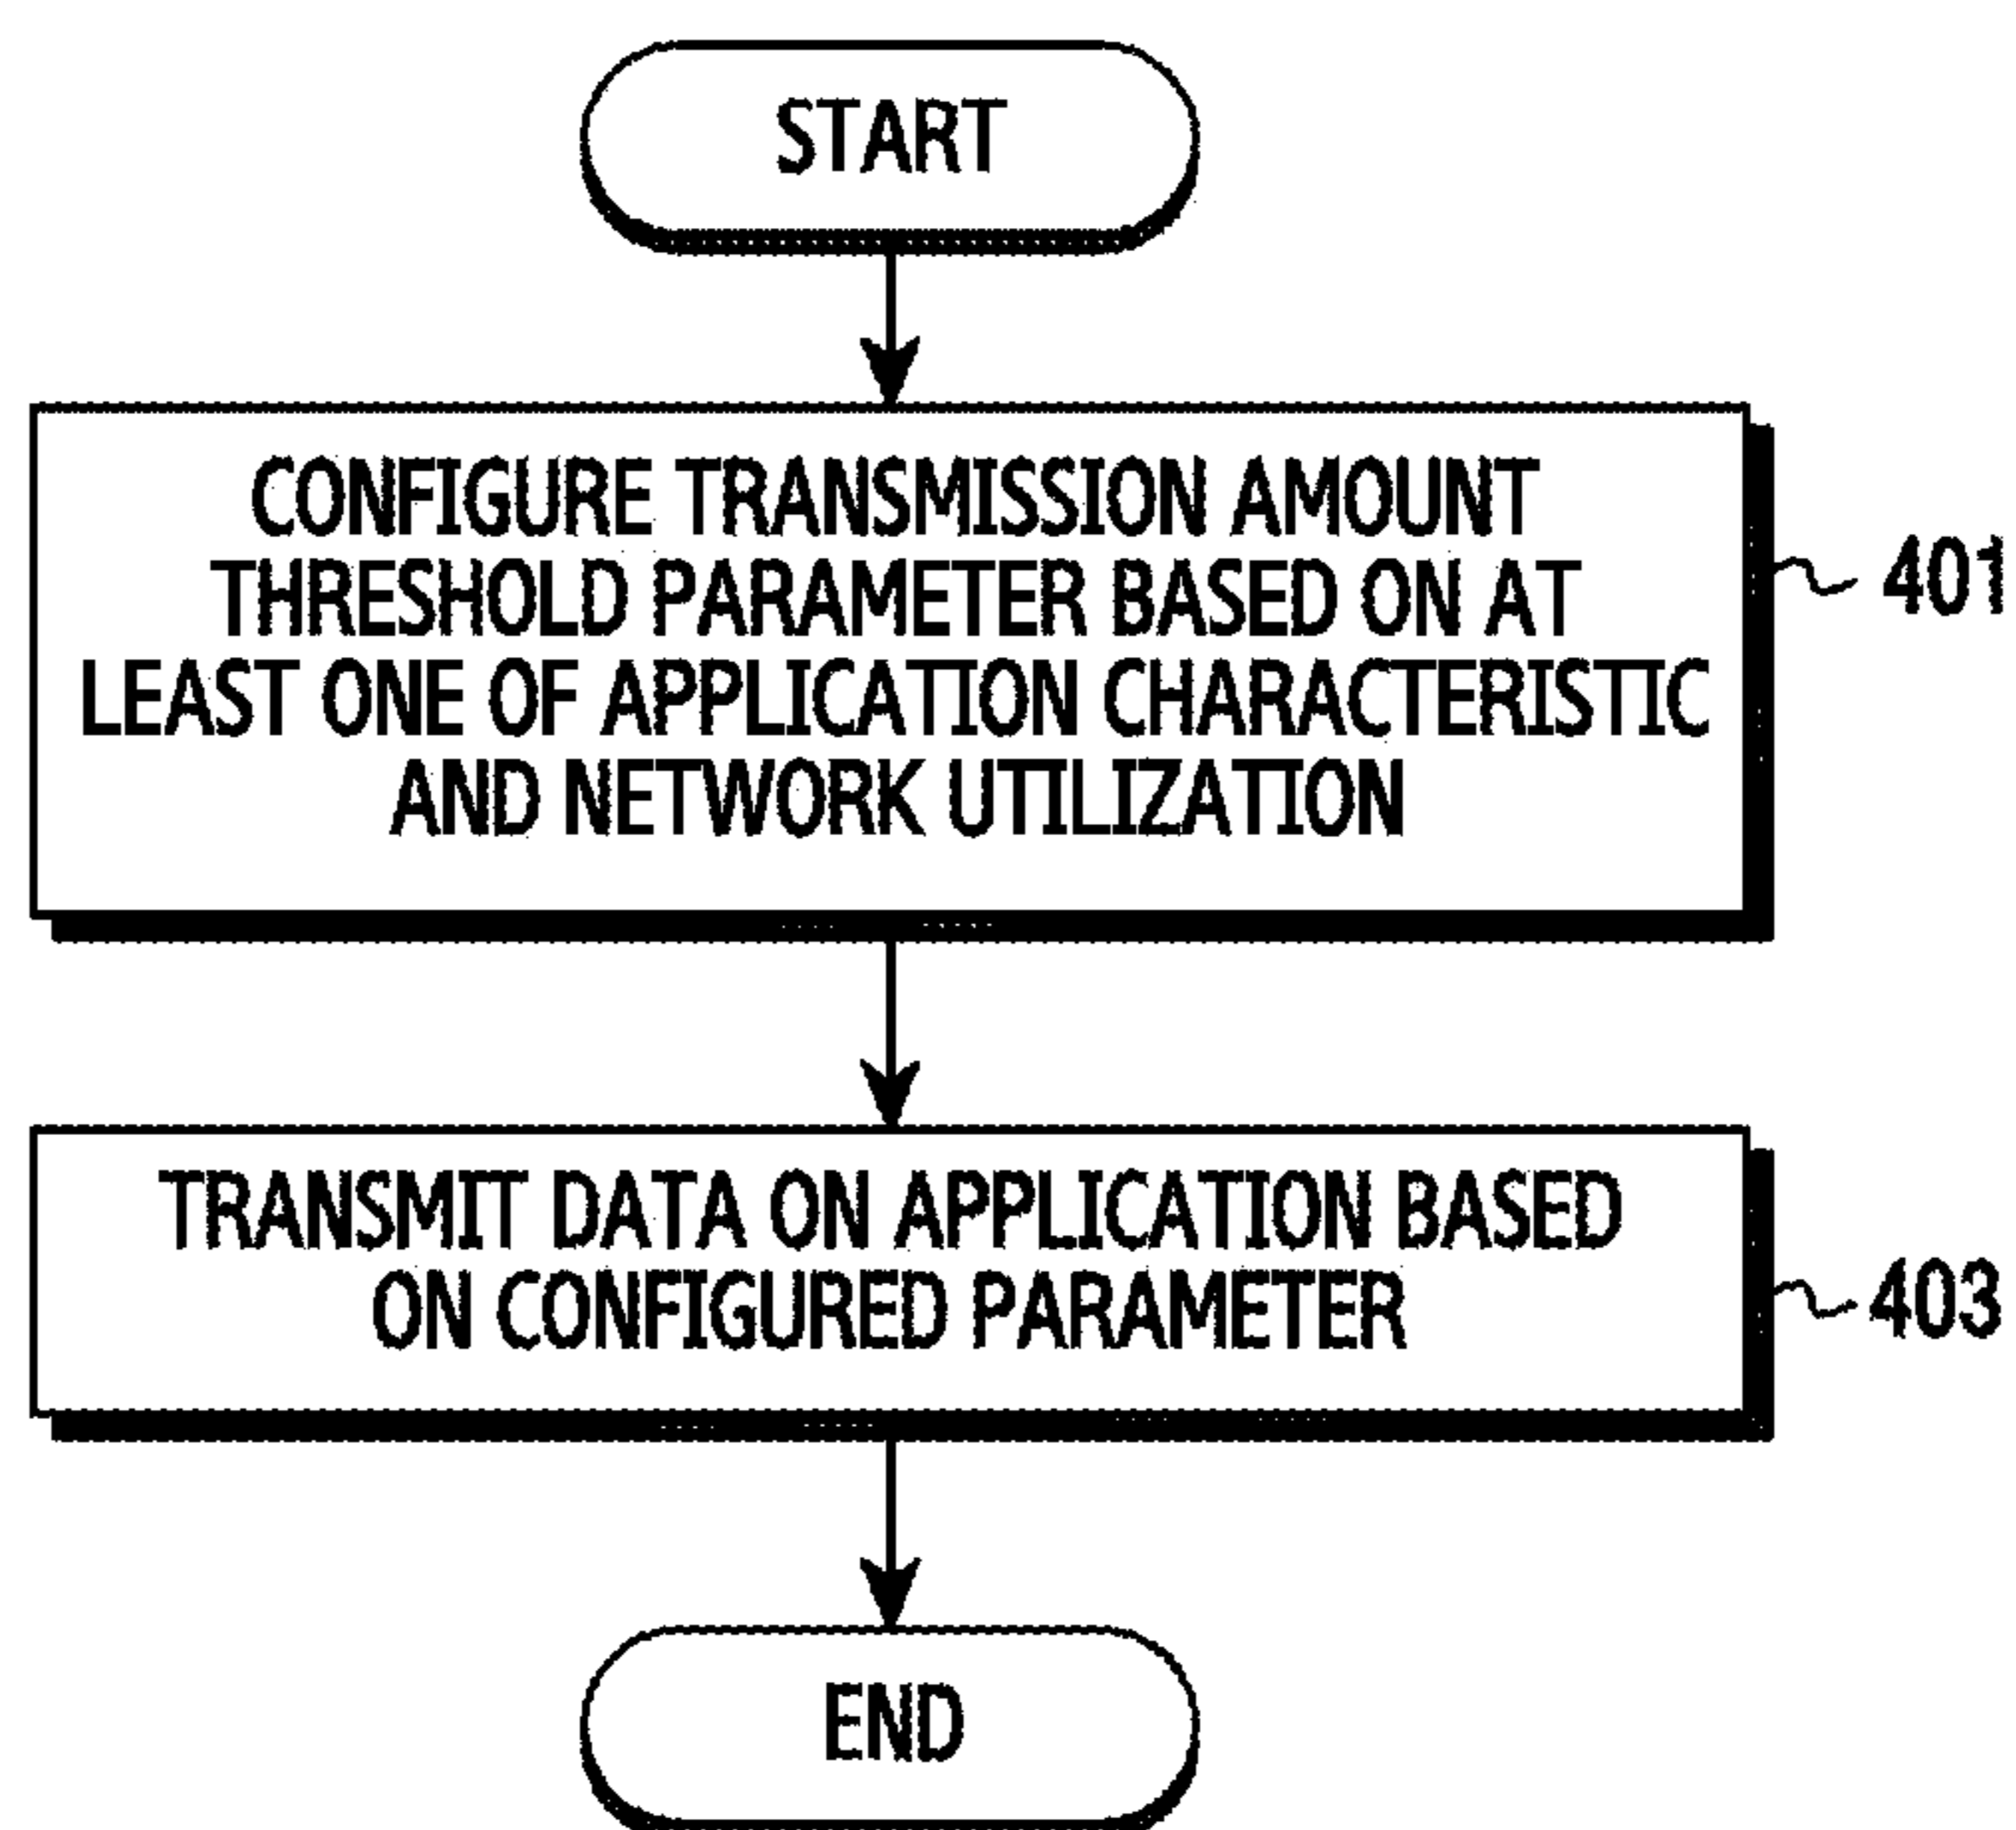 START
CONFIGURE TRANSMISSION AMOUNT
THRESHOLD PARAMETER BASED ON AT
LEAST ONE OF APPLICATION CHARACTERISTIC
AND NETWORK UTILIZATION
401
TRANSMIT DATA ON APPLICATION BASED
ON CONFIGURED PARAMETER
403
END